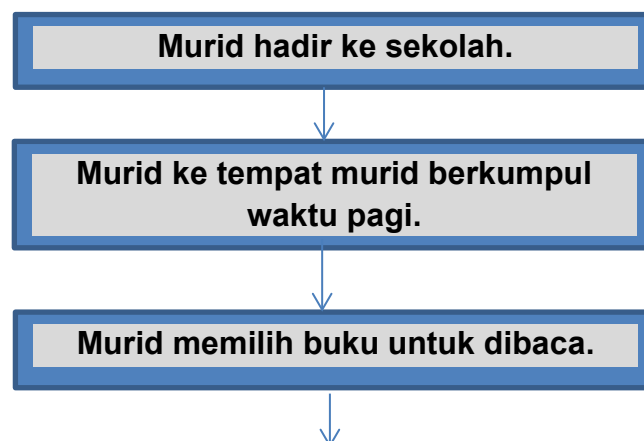 Murid hadir ke sekolah.
Murid ke tempat murid berkumpul
waktu pagi.
Murid memilih buku untuk dibaca.